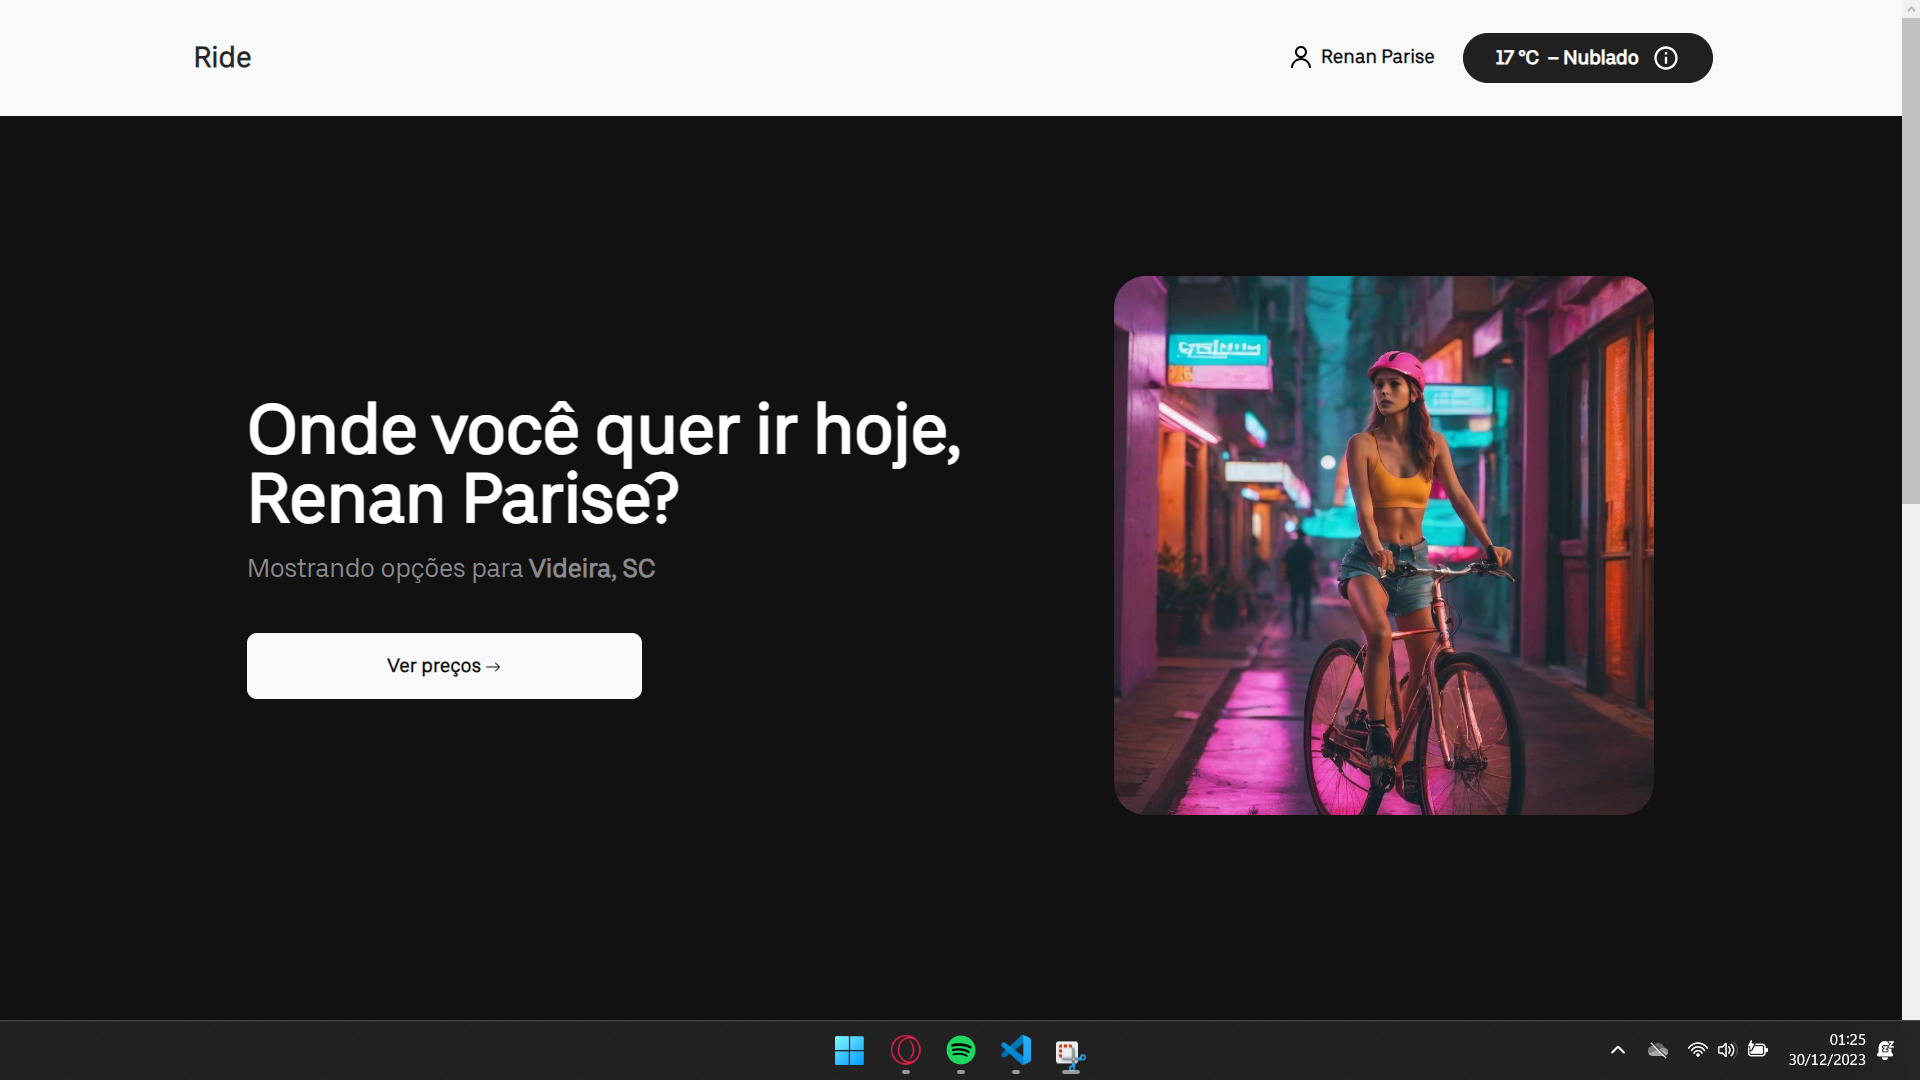 Ride
Renan Parise
17 °C – Nublado
Onde você quer ir hoje,
Renan Parise?
Mostrando opções para Videira, SC
Ver preços →
01:25
30/12/2023